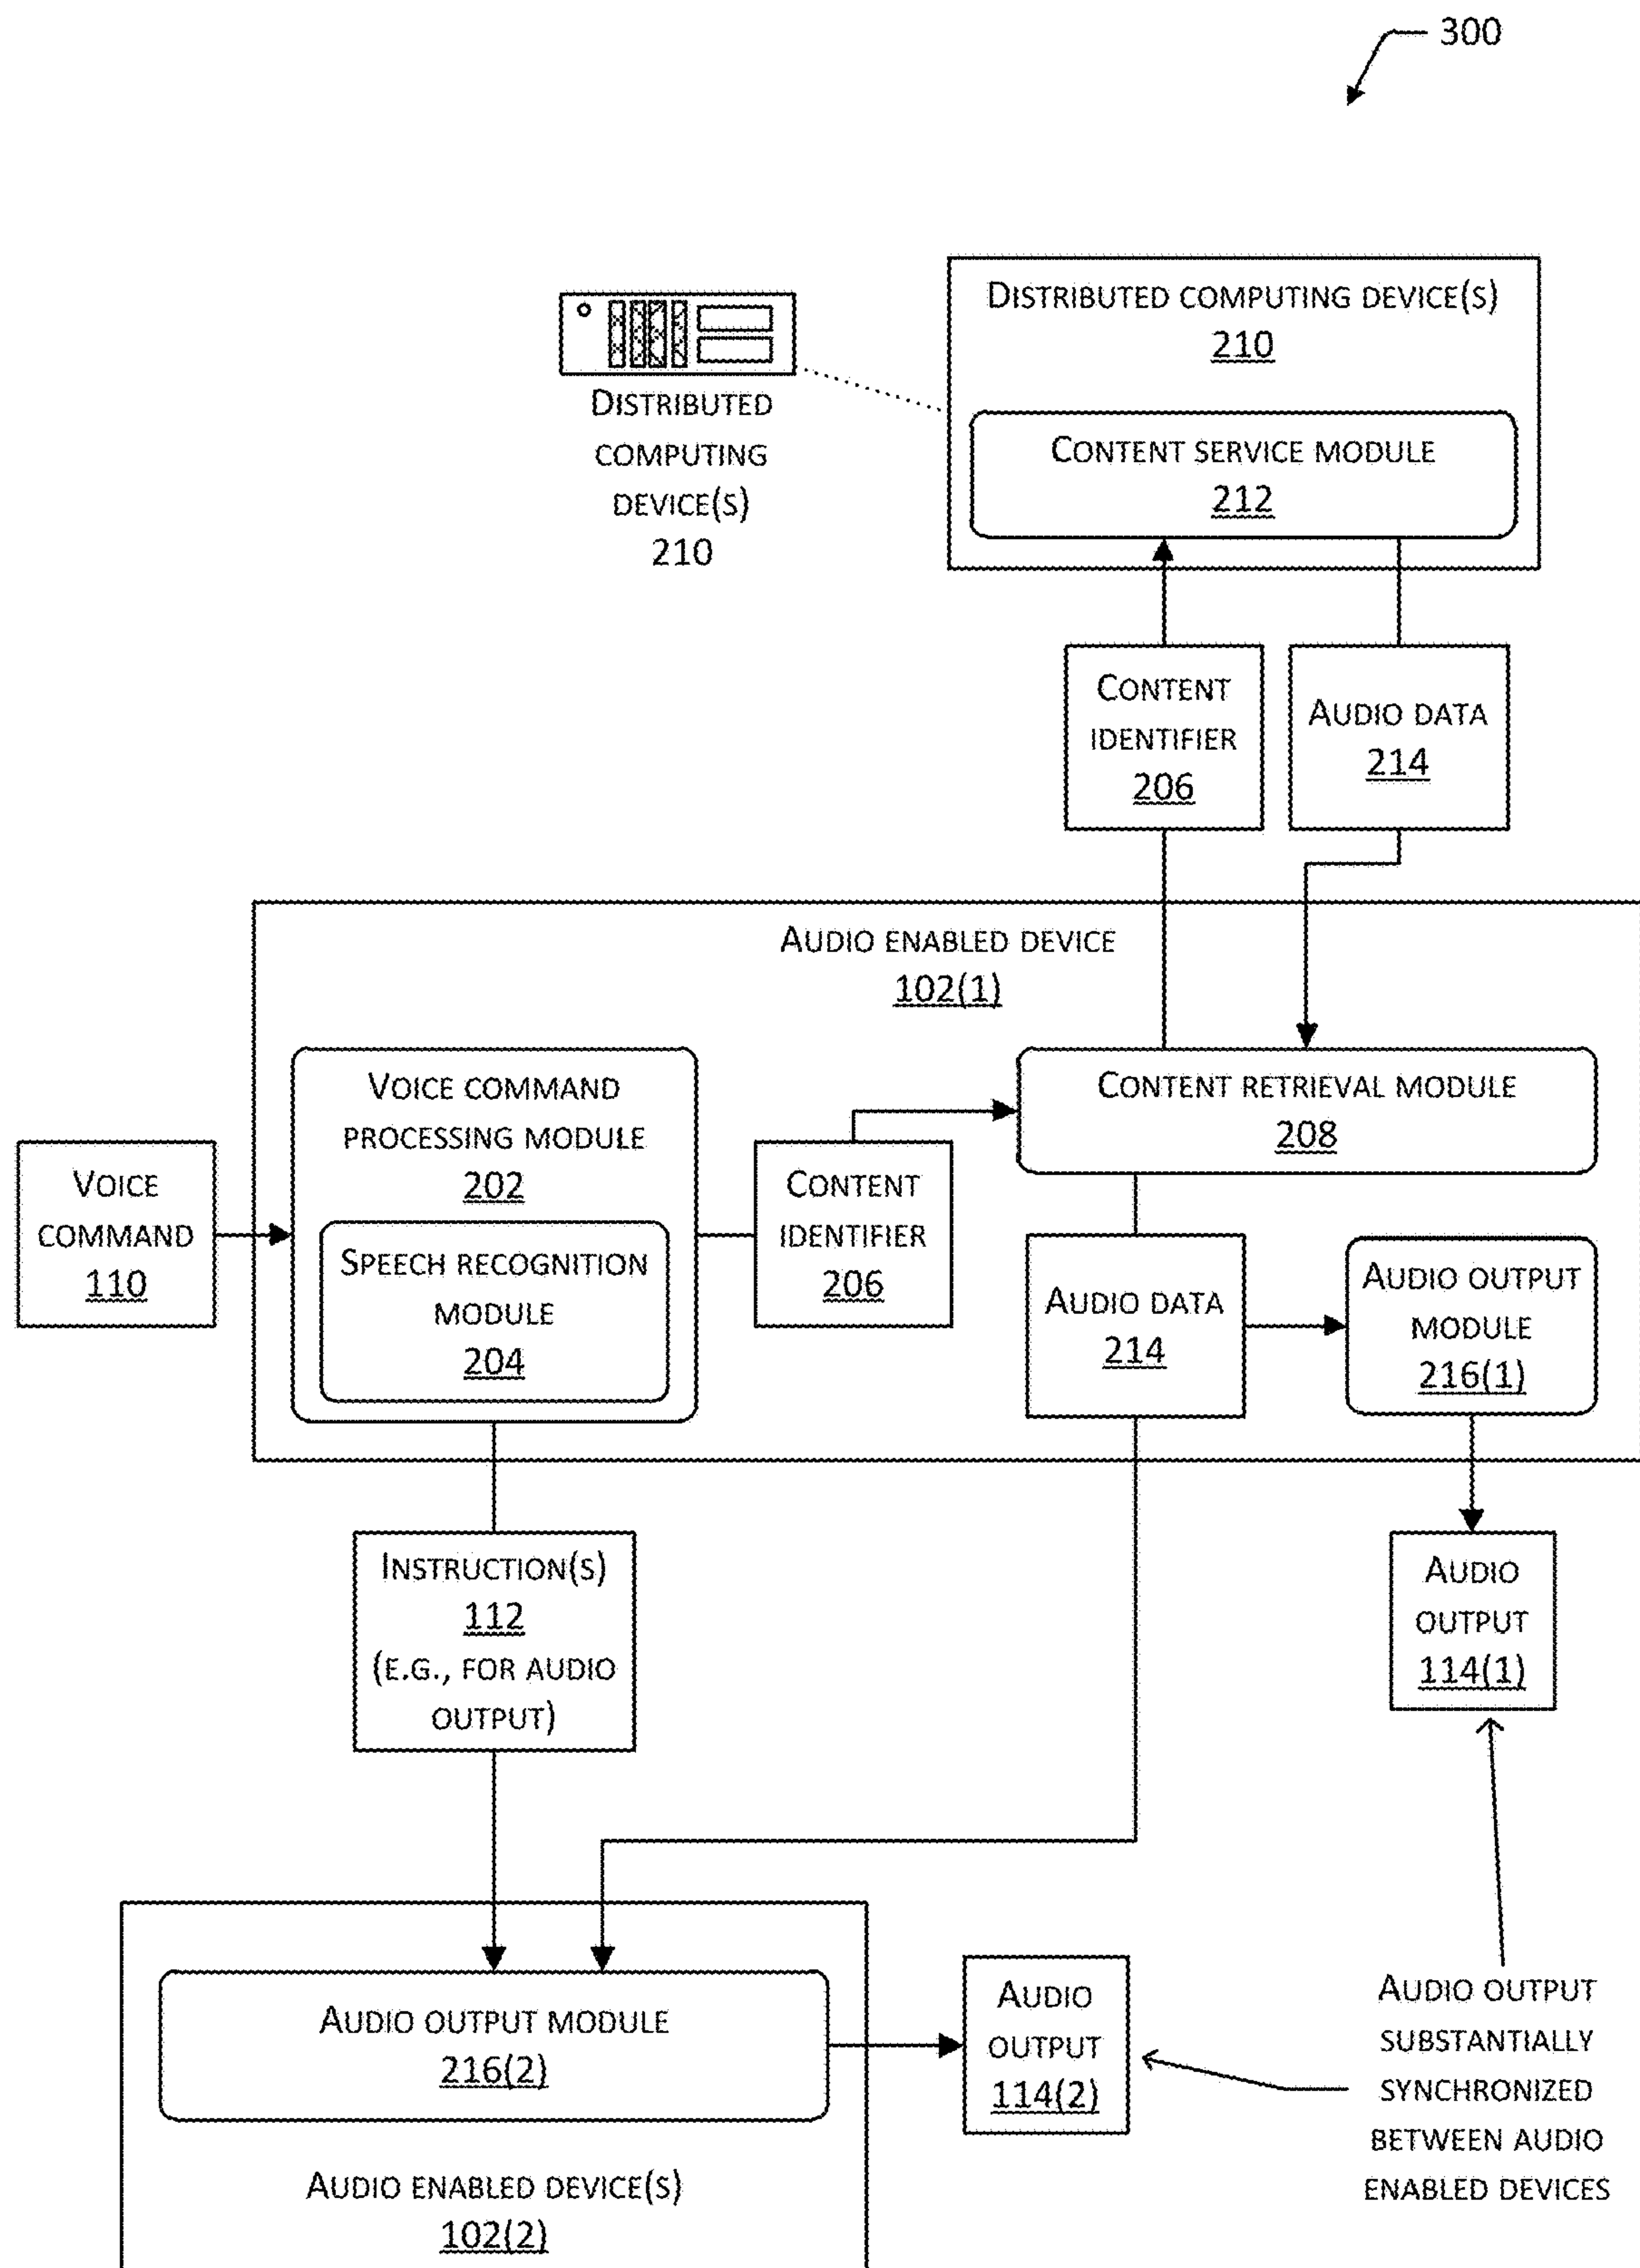 300
DISTRIBUTED COMPUTING DEVICE(S)
210
CONTENT SERVICE MODULE
212
DISTRIBUTED
COMPUTING
DEVICE(S)
210
CONTENT
IDENTIFIER
206
AUDIO DATA
214
AUDIO ENABLED DEVICE
102(1)
VOICE COMMAND
PROCESSING MODULE
202
SPEECH RECOGNITION
MODULE
204
VOICE
COMMAND
110
CONTENT
IDENTIFIER
206
CONTENT RETRIEVAL MODULE
208
AUDIO DATA
214
AUDIO OUTPUT
MODULE
216(1)
INSTRUCTION(S)
112
(E.G., FOR AUDIO
OUTPUT)
AUDIO
OUTPUT
114(1)
AUDIO OUTPUT MODULE
216(2)
AUDIO ENABLED DEVICE(S)
102(2)
AUDIO
OUTPUT
114(2)
AUDIO OUTPUT
SUBSTANTIALLY
SYNCHRONIZED
BETWEEN AUDIO
ENABLED DEVICES